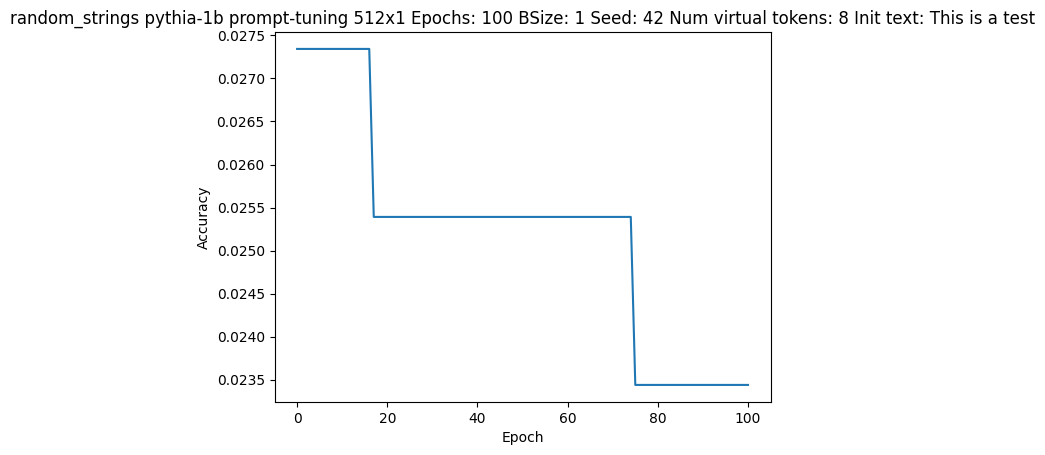 random_strings pythia-1b prompt-tuning 512x1 Epochs: 100 BSize: 1 Seed: 42 Num virtual tokens: 8 Init text: This is a test
0.0275
0.0270
0.0265
0.0260
0.0255
0.0250
0.0245
0.0240
0.0235
Accuracy
0 20 40 60 80 100
Epoch